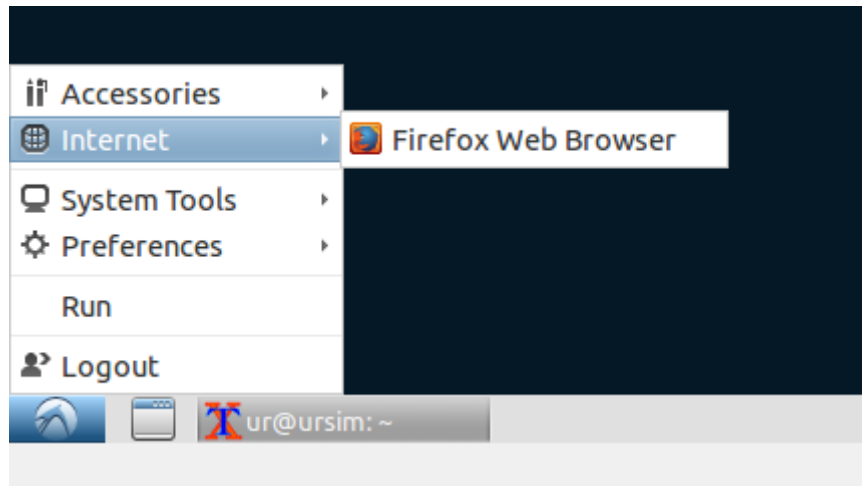 Accessories
Internet
Firefox Web Browser
System Tools
Preferences
Run
Logout
ur@ursim: ~